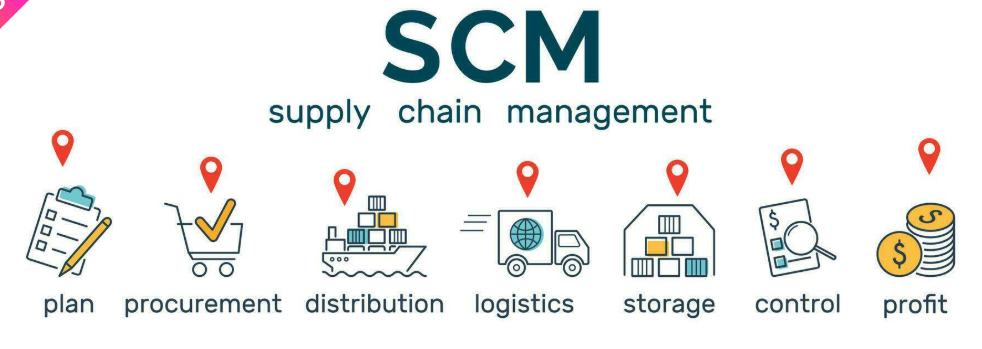 SCM
supply chain management
plan procurement distribution logistics storage control profit